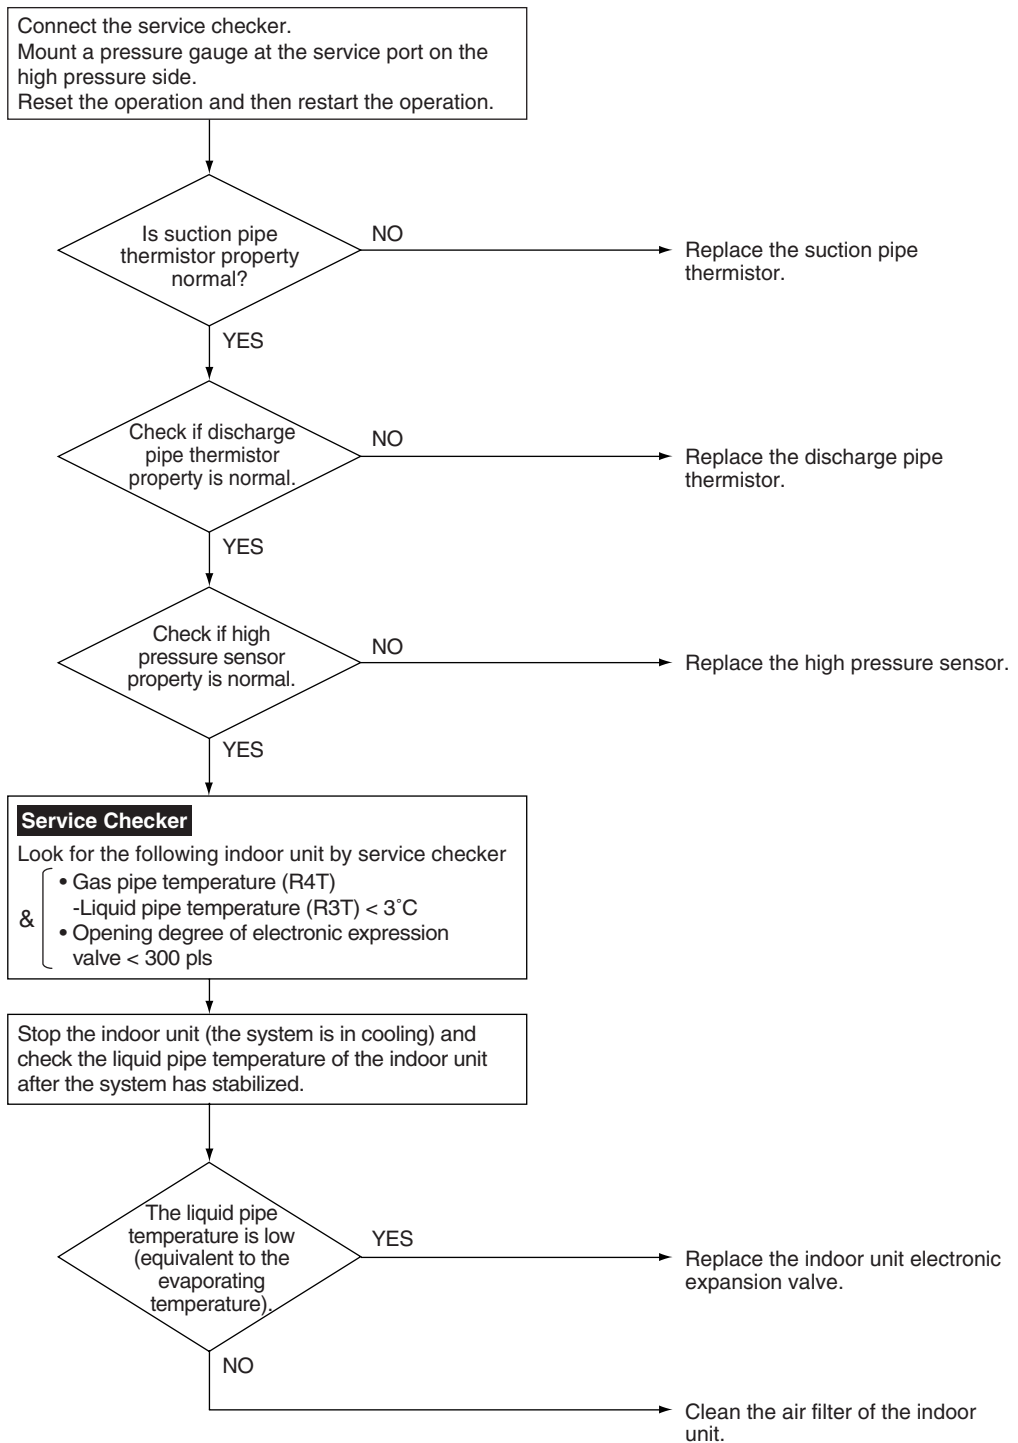 Connect the service checker.
Mount a pressure gauge at the service port on the
high pressure side.
Reset the operation and then restart the operation.
Is suction pipe
thermistor property
normal?
NO
Replace the suction pipe
thermistor.
YES
Check if discharge
pipe thermistor
property is normal.
NO
Replace the discharge pipe
thermistor.
YES
Check if high
pressure sensor
property is normal.
NO
Replace the high pressure sensor.
YES
Service Checker
Look for the following indoor unit by service checker
&
• Gas pipe temperature (R4T)
-Liquid pipe temperature (R3T) < 3˚C
• Opening degree of electronic expression
valve < 300 pls
Stop the indoor unit (the system is in cooling) and
check the liquid pipe temperature of the indoor unit
after the system has stabilized.
The liquid pipe
temperature is low
(equivalent to the
evaporating
temperature).
YES
Replace the indoor unit electronic
expansion valve.
NO
Clean the air filter of the indoor
unit.